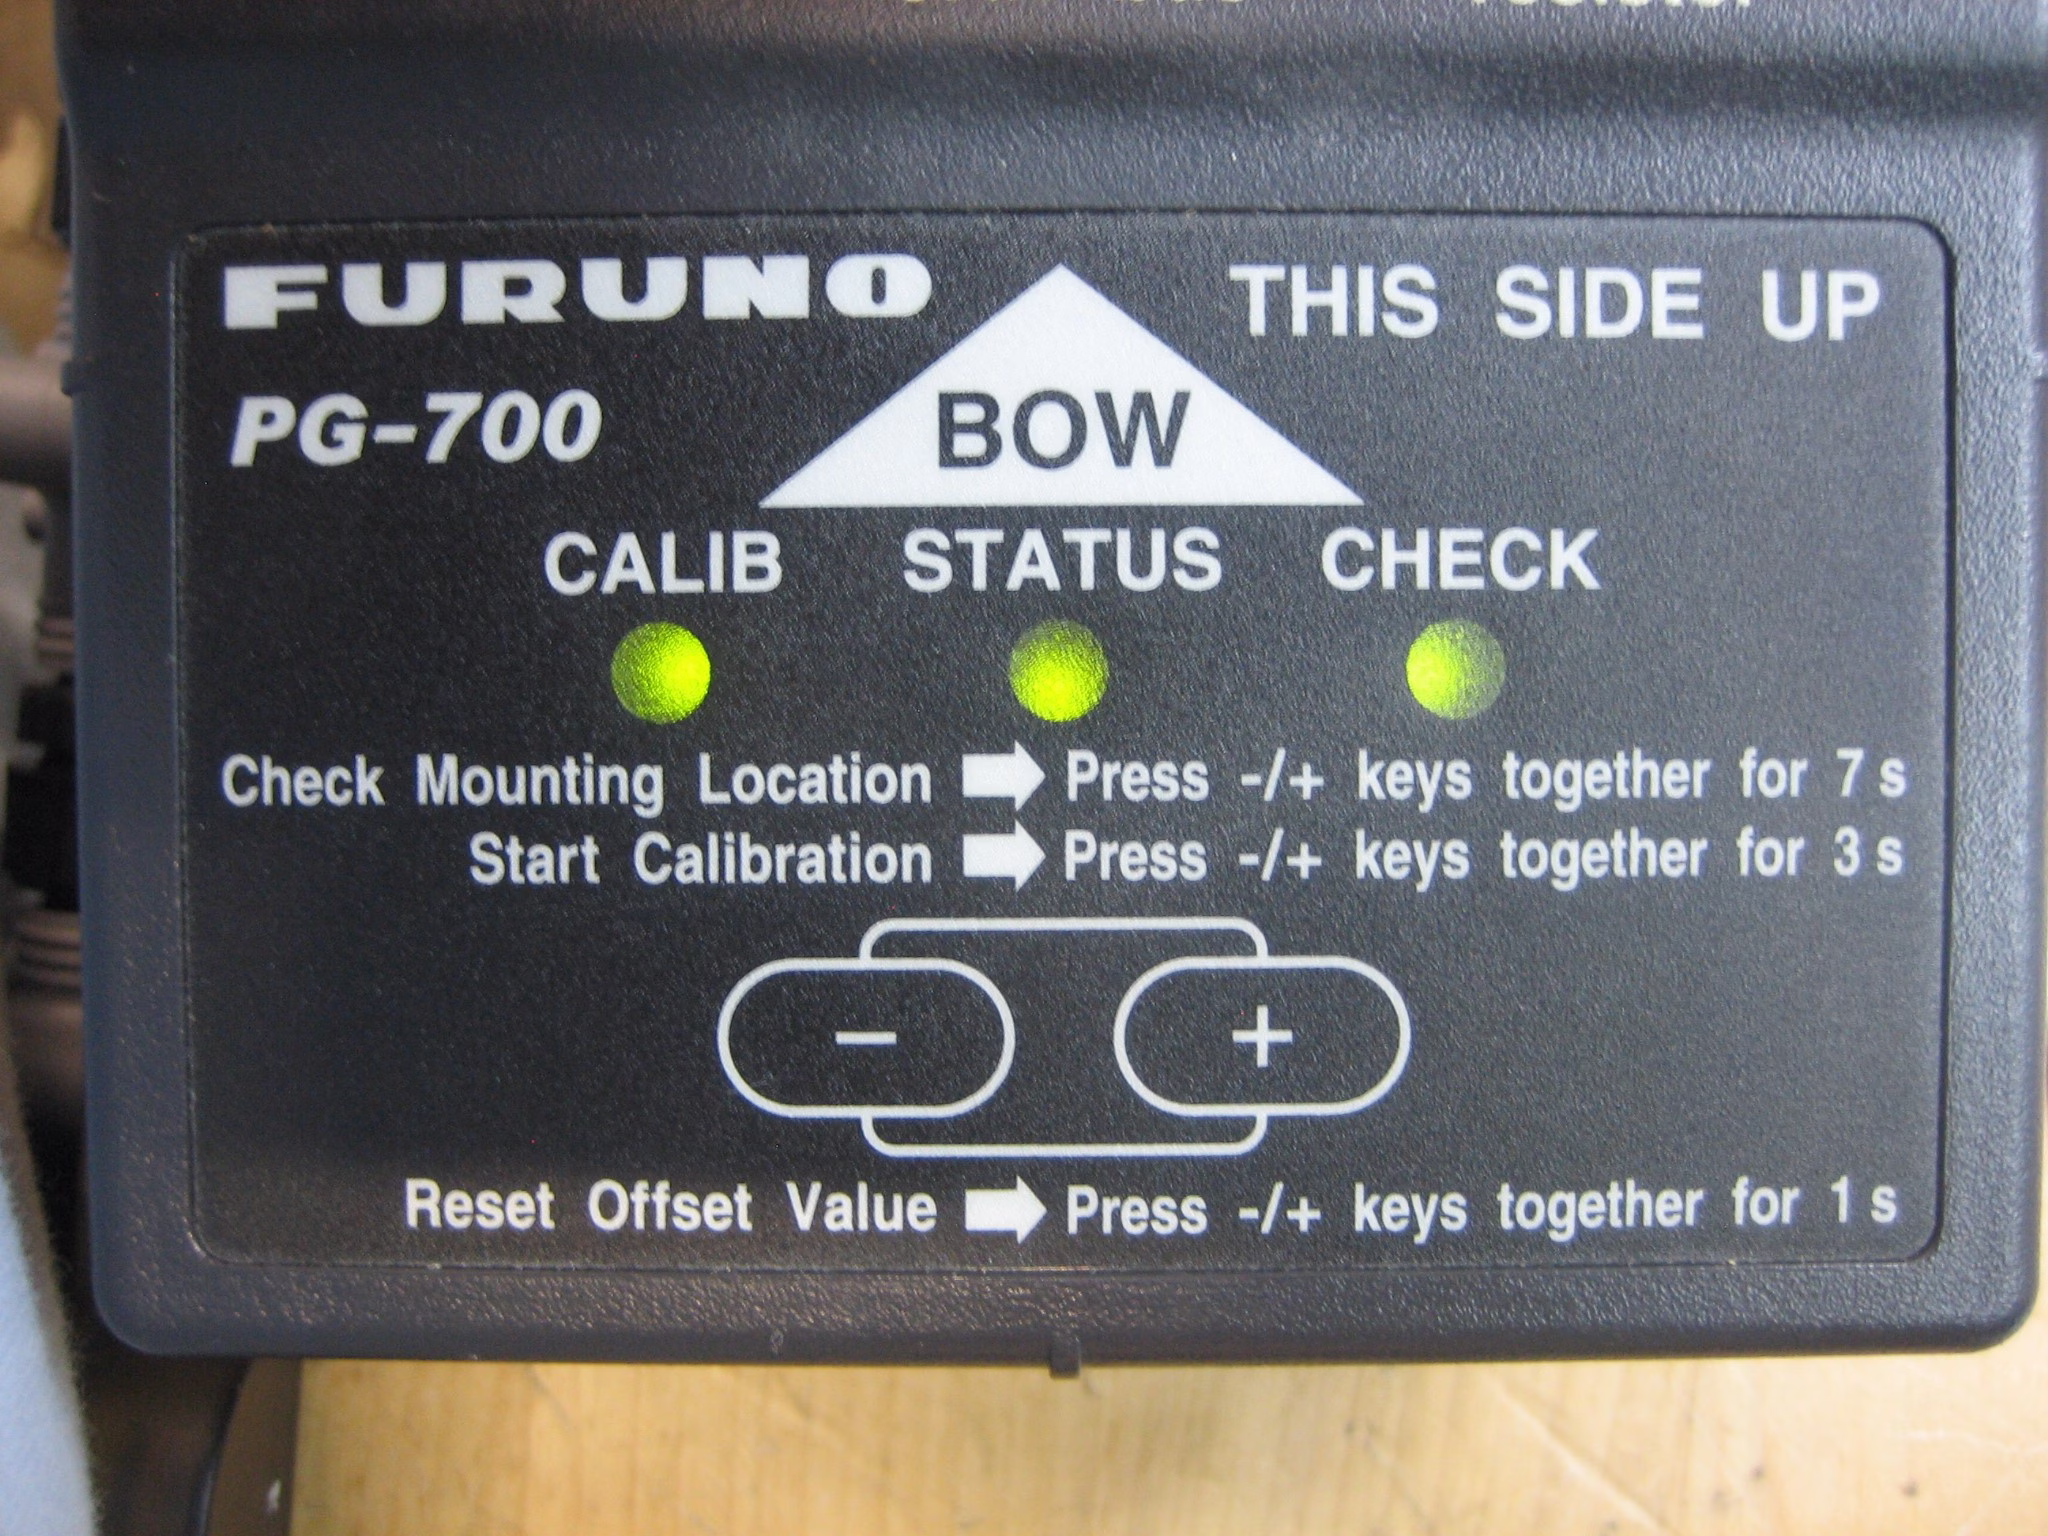 FURUNO
THIS SIDE UP
PG-700
BOW
CALIB STATUS CHECK
Check Mounting Location ➡ Press -/+ keys together for 7 s
Start Calibration ➡ Press -/+ keys together for 3 s
− +
Reset Offset Value ➡ Press -/+ keys together for 1 s